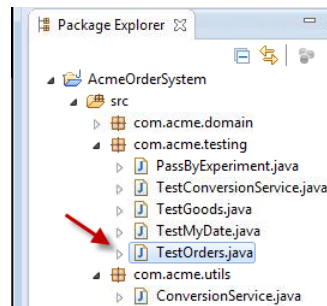 Package Explorer
AcmeOrderSystem
src
com.acme.domain
com.acme.testing
PassByExperiment.java
TestConversionService.java
TestGoods.java
TestMyDate.java
TestOrders.java
com.acme.utils
ConversionService.java